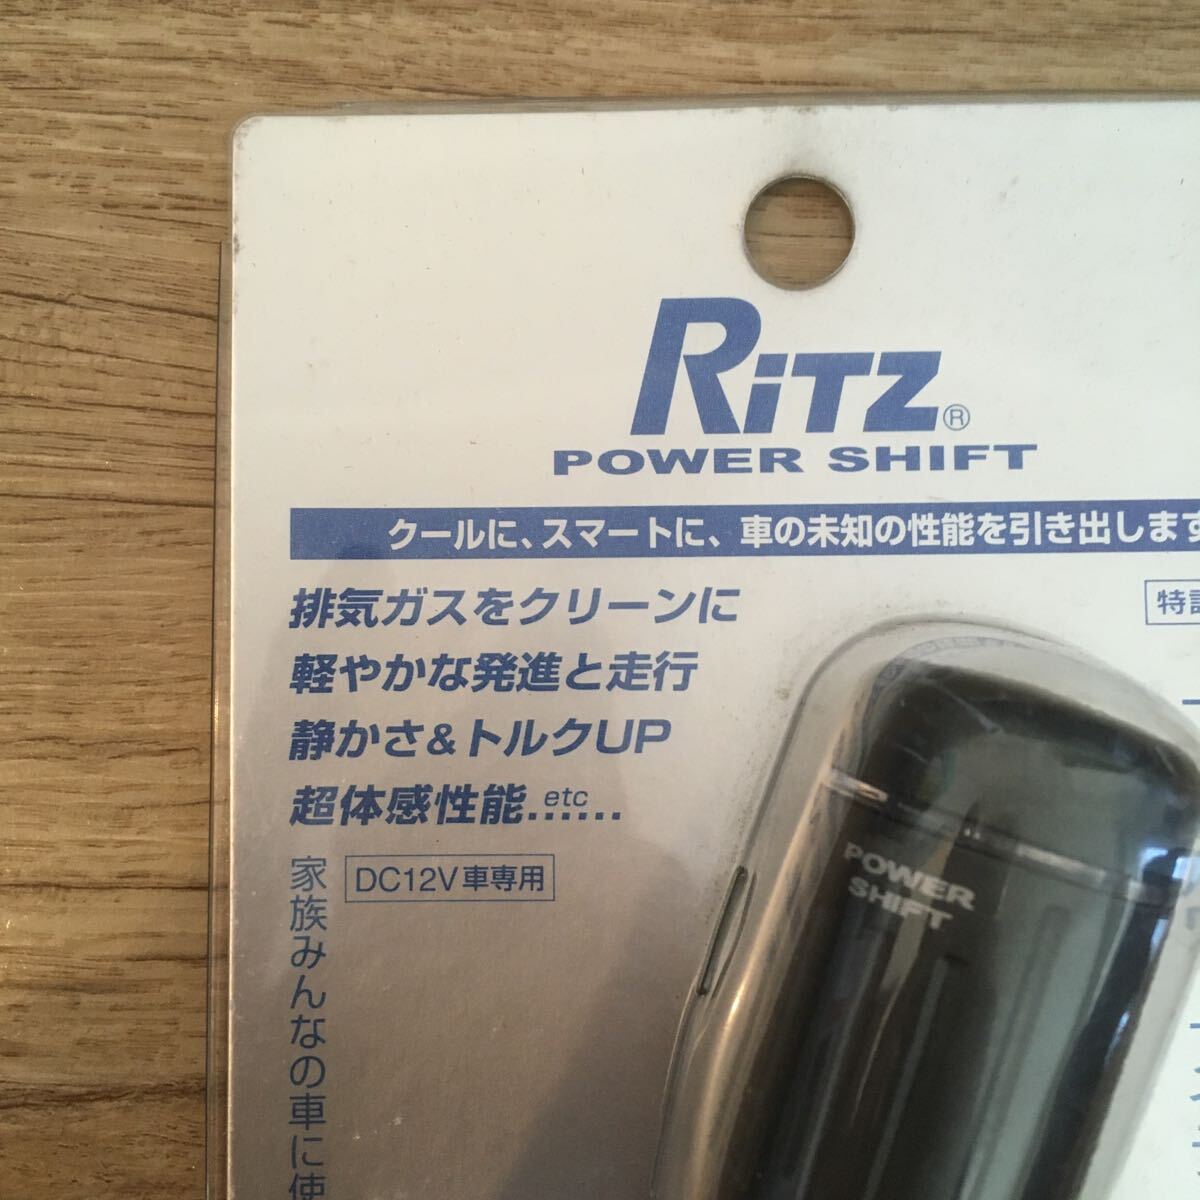 RiTZ®
POWER SHIFT
クールに、スマートに、車の未知の性能を引き出します
排気ガスをクリーンに
軽やかな発進と走行
静かさ&トルクUP
超体感性能etc……
DC12V車専用
家族みんなの車に使
特許
POWER
SHIFT